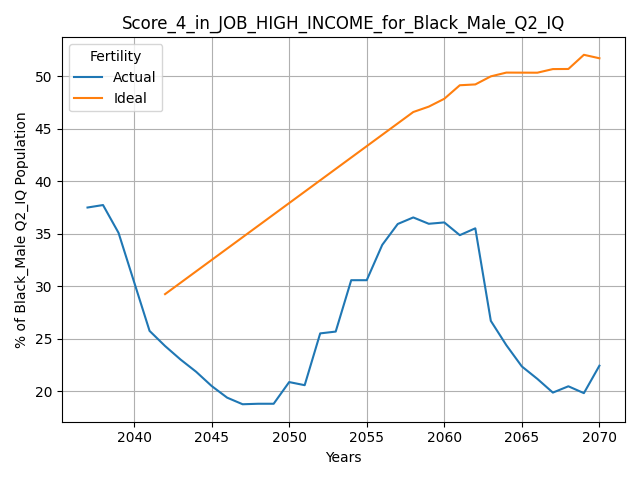 Score_4_in_JOB_HIGH_INCOME_for_Black_Male_Q2_IQ
Fertility
Actual
Ideal
% of Black_Male Q2_IQ Population
50
45
40
35
30
25
20
2040
2045
2050
2055
2060
2065
2070
Years